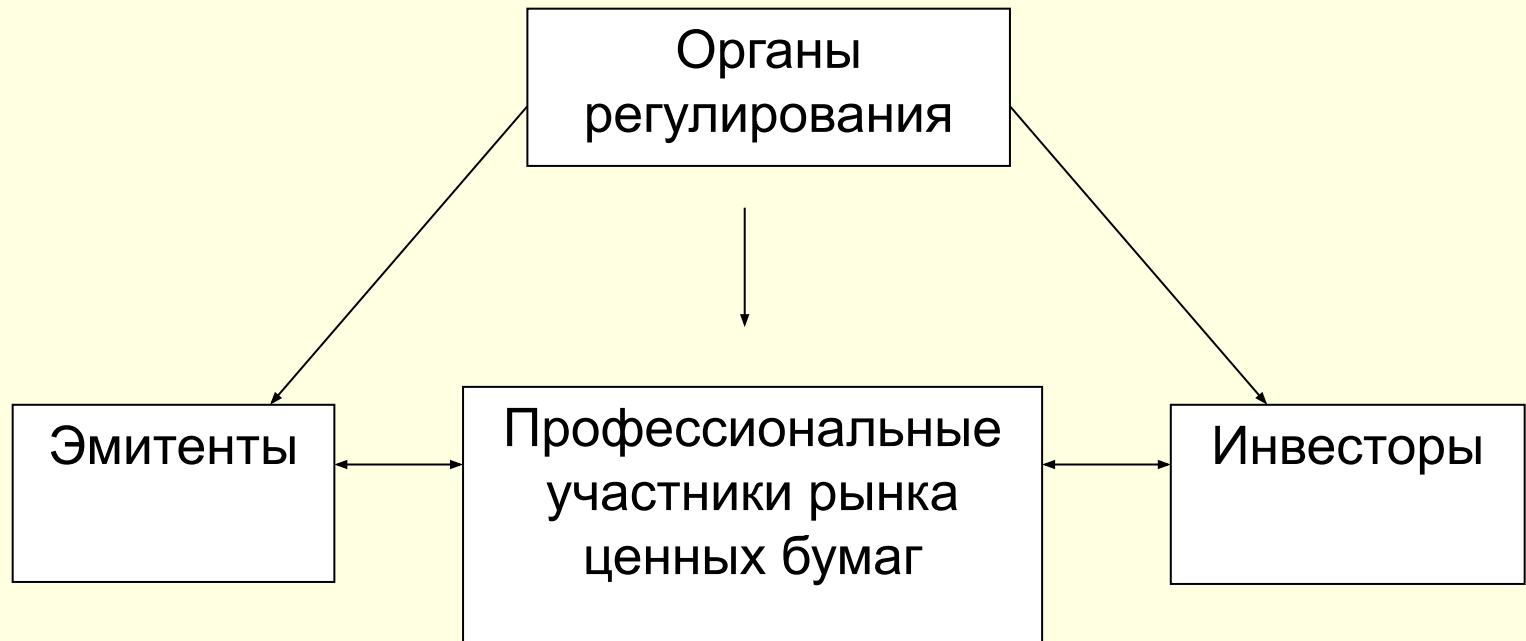 Органы
регулирования
Эмитенты
Профессиональные
участники рынка
ценных бумаг
Инвесторы